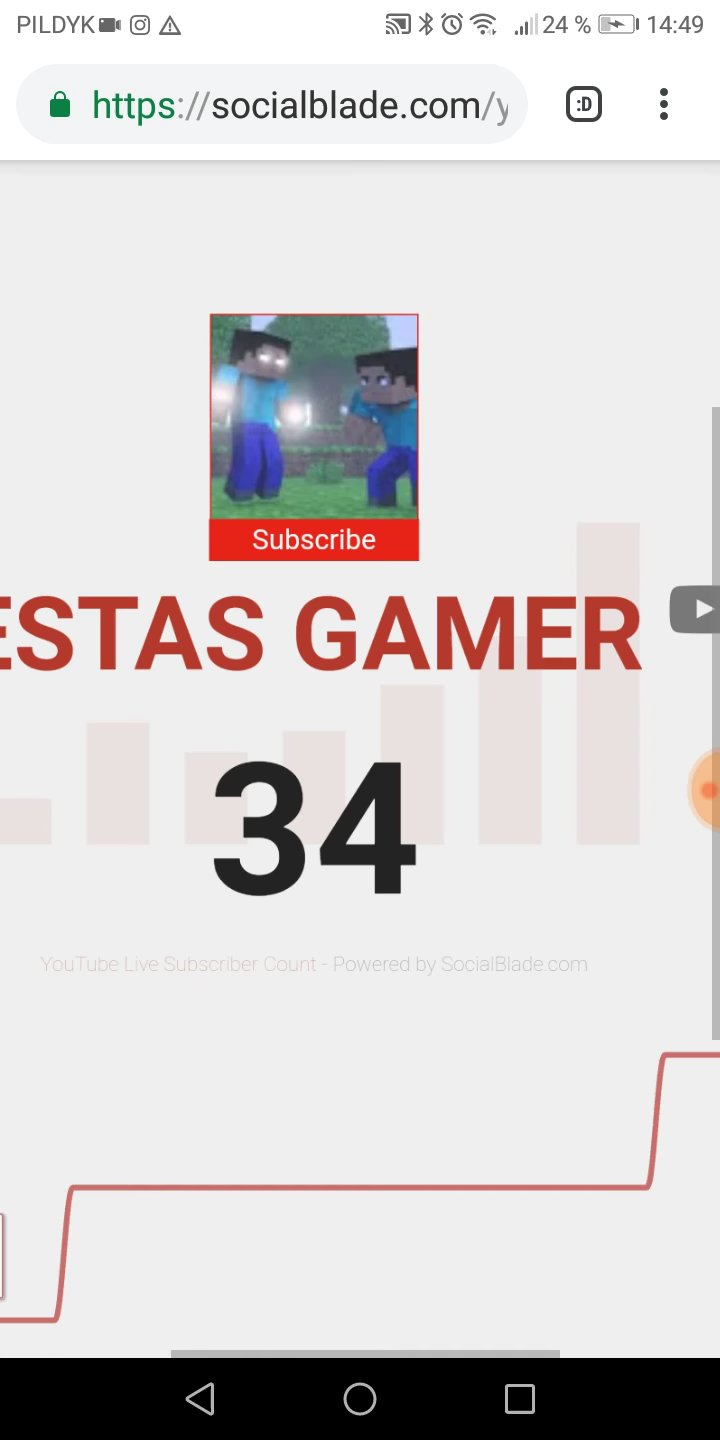 PILDYK 24 % 14:49
https://socialblade.com/y
:D
Subscribe
ESTAS GAMER
34
YouTube Live Subscriber Count - Powered by SocialBlade.com